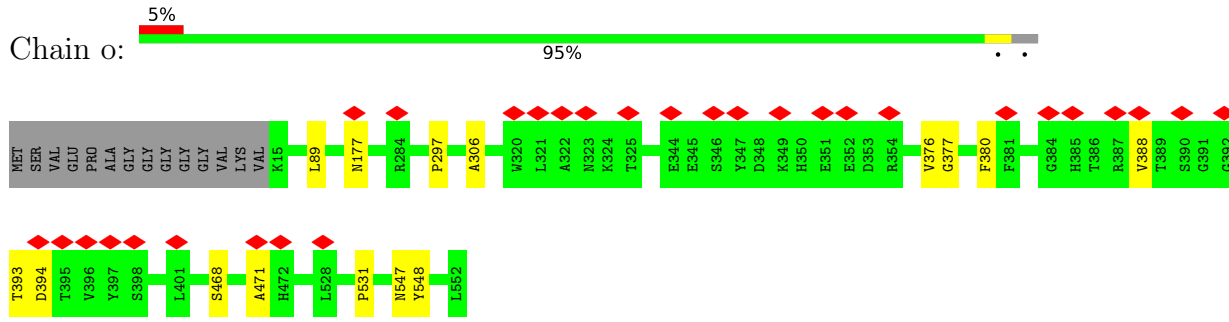 5%
Chain o:
95%
MET SER VAL GLU PRO ALA GLY GLY GLY GLY GLY VAL LYS VAL K15 L89 N177 R284 P297 A306 W320 L321 A322 N323 K324 T325 E344 E345 S346 Y347 D348 K349 H350 E351 E352 D353 R354 V376 G377 F380 F381 G384 H385 T386 R387 V388 T389 S390 G391 G392
T393 D394 T395 V396 Y397 S398 L401 S468 A471 H472 L528 P531 N547 Y548 L552